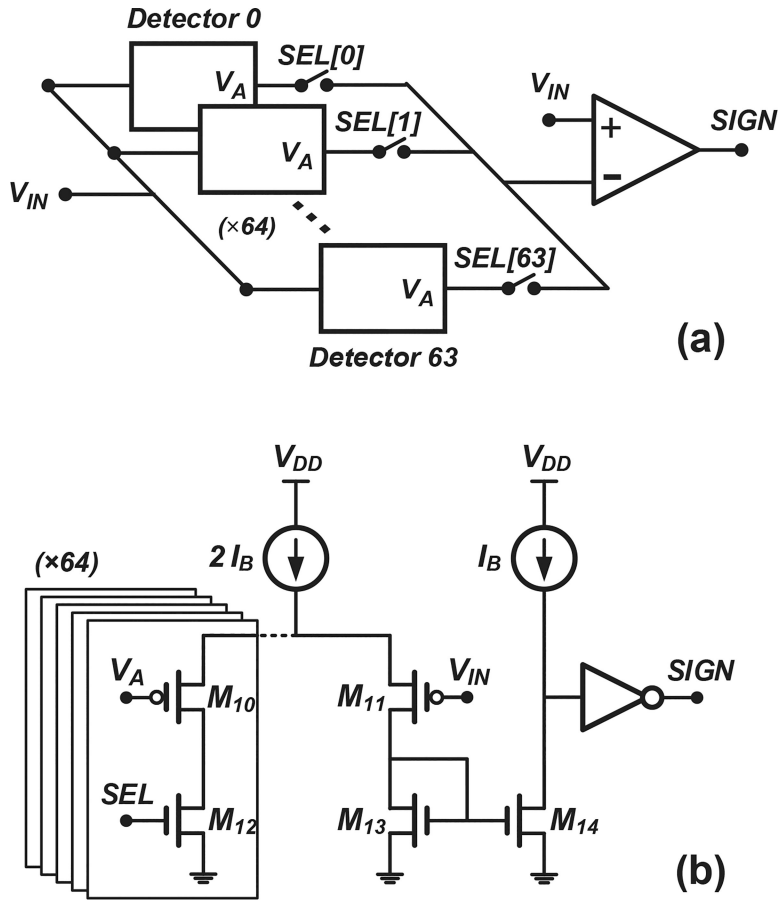 Detector 0
V_A SEL[0]
V_A SEL[1]
V_IN
V_IN + SIGN
-
(×64)
V_A SEL[63]
Detector 63
(a)
V_DD V_DD
(×64) 2 I_B I_B
V_A M_10 M_11 V_IN SIGN
SEL M_12 M_13 M_14
(b)